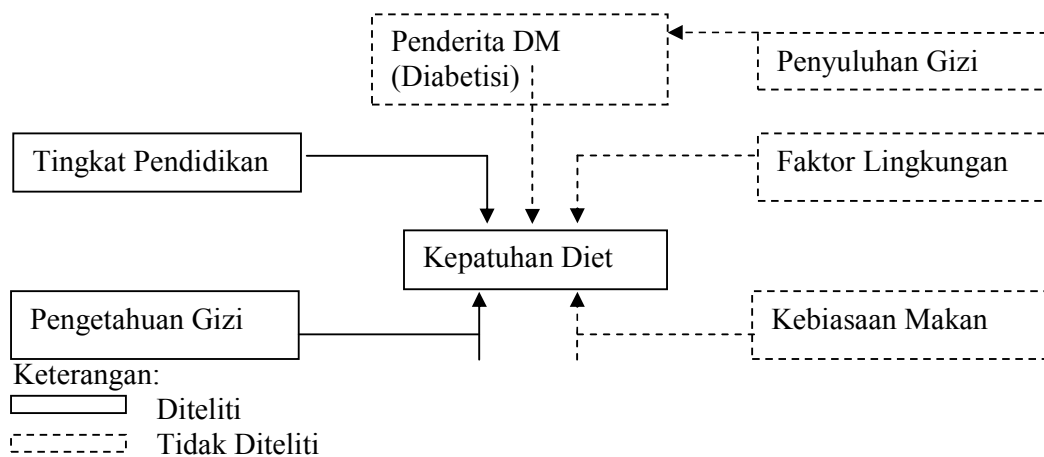 Penderita DM
(Diabetisi)
Penyuluhan Gizi
Tingkat Pendidikan
Faktor Lingkungan
Kepatuhan Diet
Pengetahuan Gizi
Kebiasaan Makan
Keterangan:
Diteliti
Tidak Diteliti